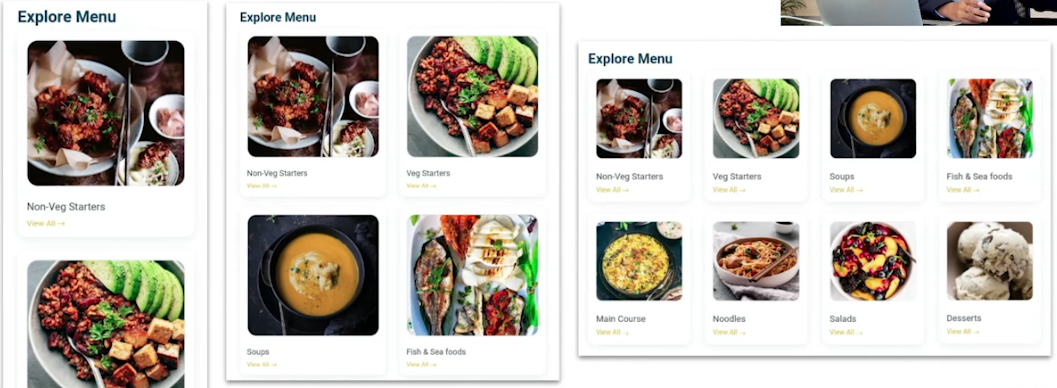 Explore Menu
Non-Veg Starters
View All →
Explore Menu
Non-Veg Starters
View All →
Veg Starters
View All →
Soups
View All →
Fish & Sea foods
View All →
Explore Menu
Non-Veg Starters
View All →
Veg Starters
View All →
Soups
View All →
Fish & Sea foods
View All →
Main Course
View All →
Noodles
View All →
Salads
View All →
Desserts
View All →